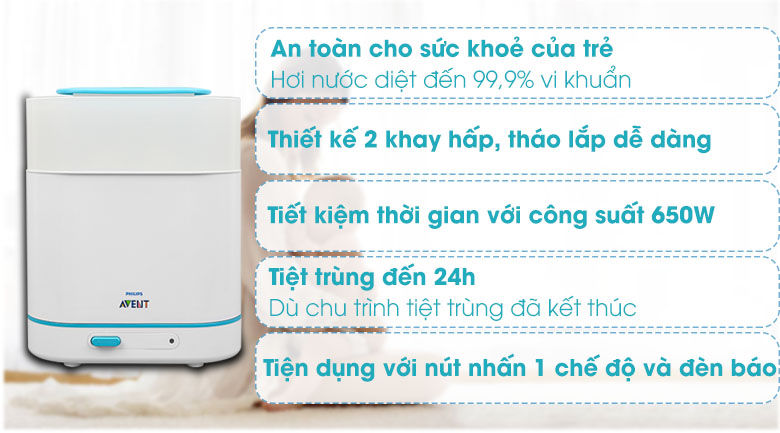 An toàn cho sức khoẻ của trẻ
Hơi nước diệt đến 99,9% vi khuẩn
Thiết kế 2 khay hấp, tháo lắp dễ dàng
Tiết kiệm thời gian với công suất 650W
Tiệt trùng đến 24h
Dù chu trình tiệt trùng đã kết thúc
Tiện dụng với nút nhấn 1 chế độ và đèn báo
PHILIPS
AVENT